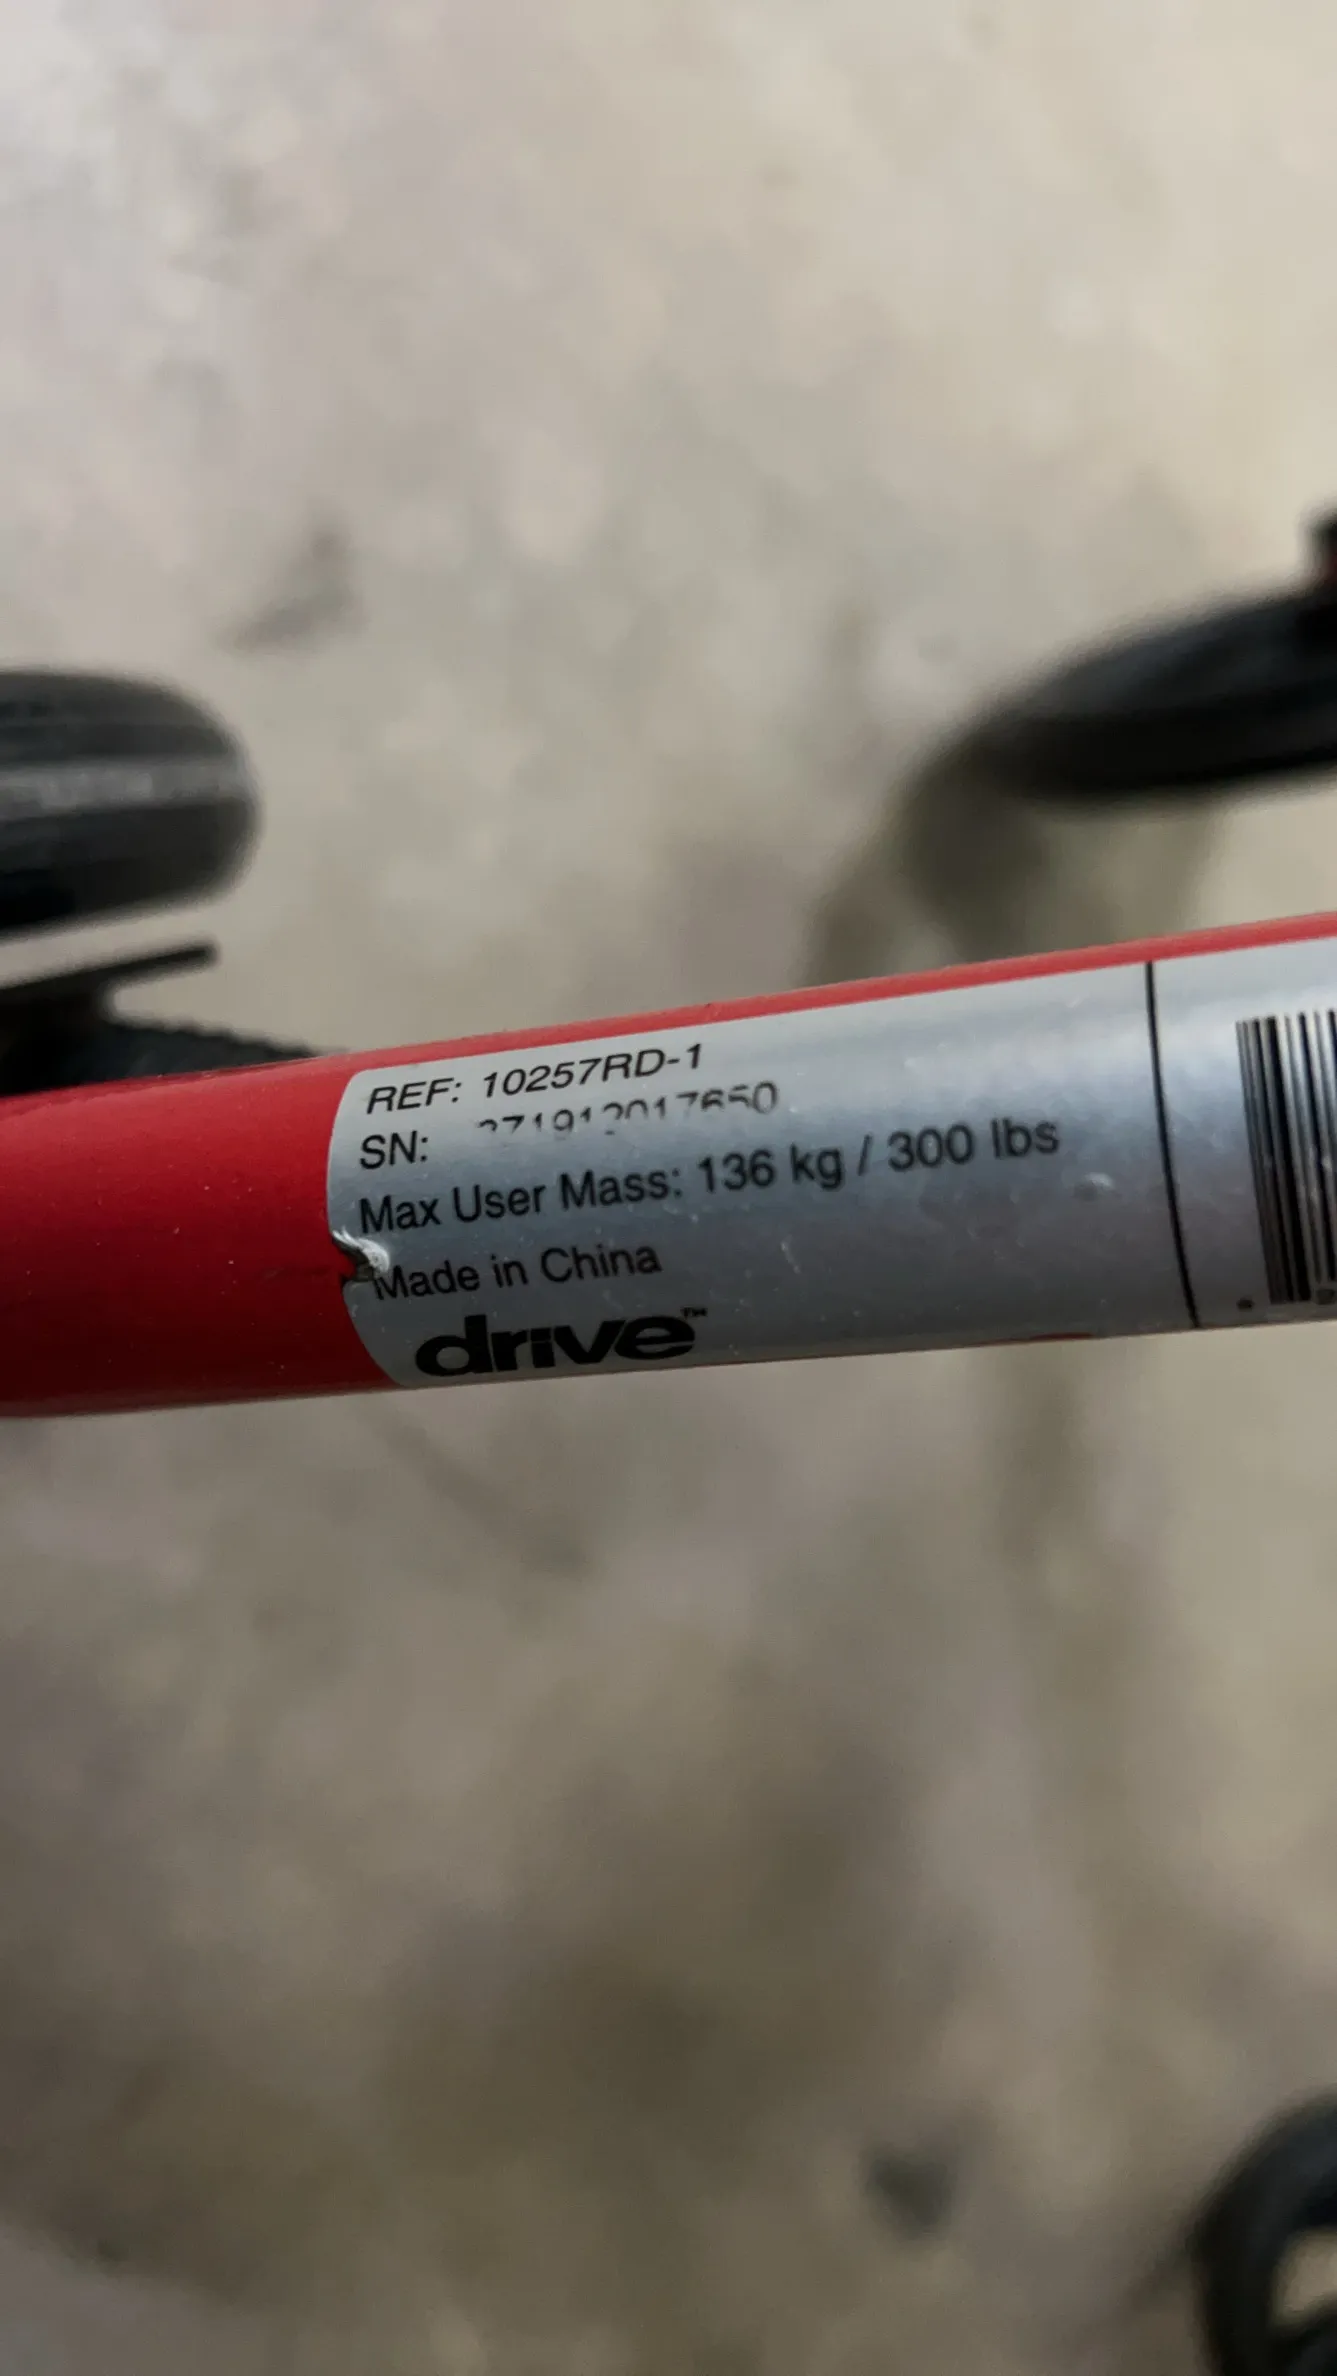 REF: 10257RD-1
SN:
Max User Mass: 136 kg / 300 lbs
Made in China
drive™